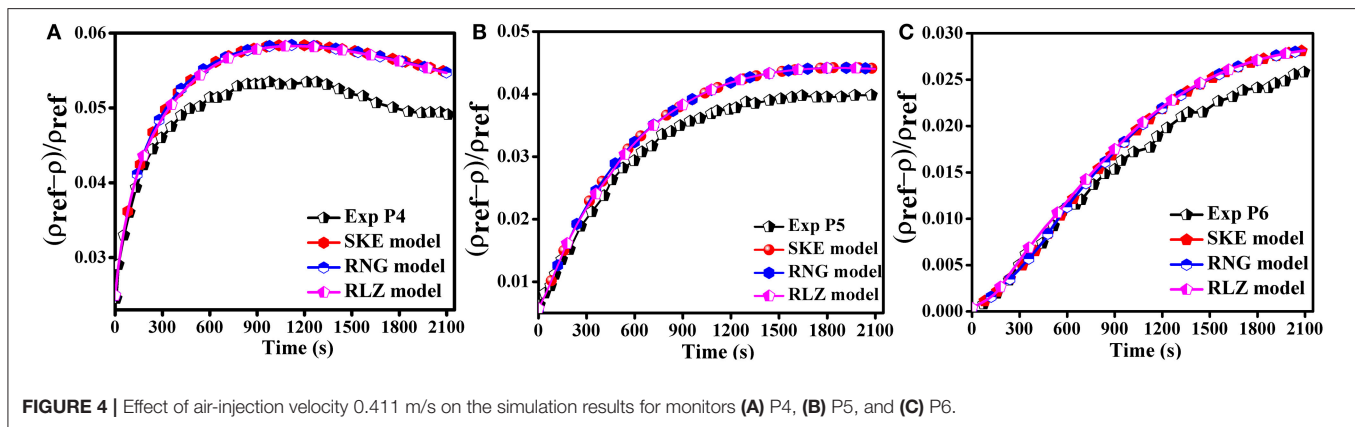 A
(ρref−ρ)/ρref
0.06
0.05
0.04
0.03
Exp P4
SKE model
RNG model
RLZ model
0 300 600 900 1200 1500 1800 2100
Time (s)
B
(ρref−ρ)/ρref
0.05
0.04
0.03
0.02
0.01
Exp P5
SKE model
RNG model
RLZ model
0 300 600 900 1200 1500 1800 2100
Time (s)
C
(ρref−ρ)/ρref
0.030
0.025
0.020
0.015
0.010
0.005
0.000
Exp P6
SKE model
RNG model
RLZ model
0 300 600 900 1200 1500 1800 2100
Time (s)
FIGURE 4 | Effect of air-injection velocity 0.411 m/s on the simulation results for monitors (A) P4, (B) P5, and (C) P6.